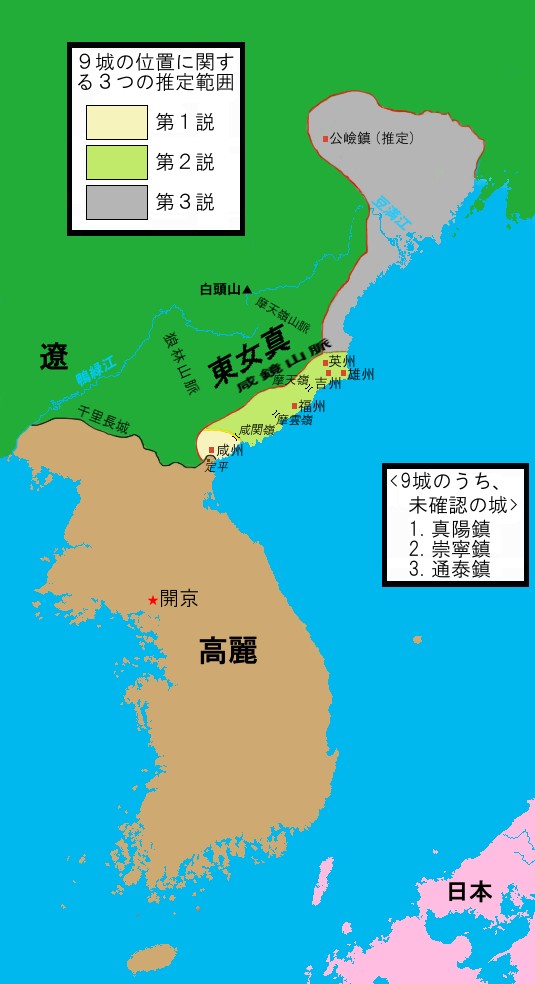 ９城の位置に関す
る３つの推定範囲
第１説
第２説
第３説
公嶮鎮（推定）
豆満江
白頭山▲
摩天嶺山脈
狼林山脈
東女真
咸鏡山脈
遼
鴨緑江
千里長城
英州
雄州
吉州
摩天嶺
福州
摩雲嶺
咸関嶺
咸州
定平
<9城のうち、
未確認の城>
1. 真陽鎮
2. 崇寧鎮
3. 通泰鎮
★開京
高麗
日本